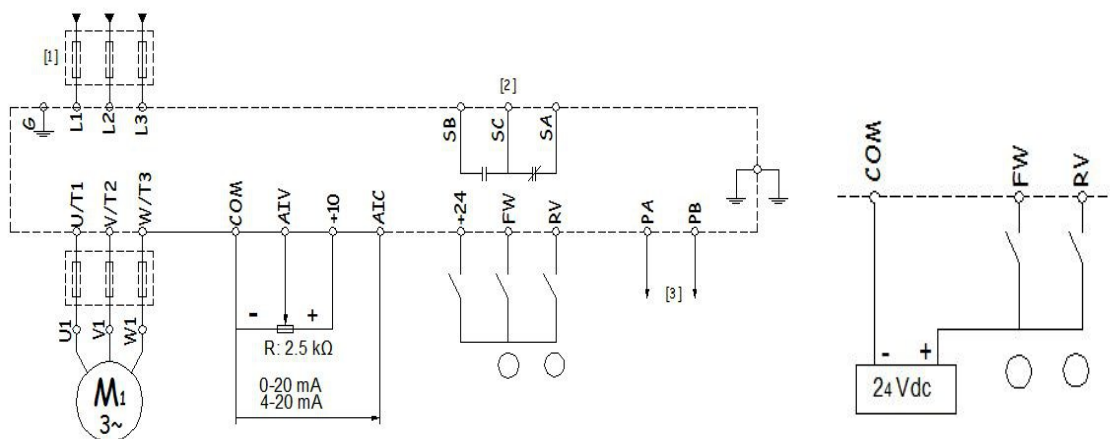 [1]
[2]
G
L1
L2
L3
SB
SC
SA
U/T1
V/T2
W/T3
COM
AIV
+10
AIC
+24
FW
RV
PA
PB
[3]
- +
R: 2.5 kΩ
0-20 mA
4-20 mA
U1
V1
W1
M1
3~
COM
FW
RV
- +
24 Vdc